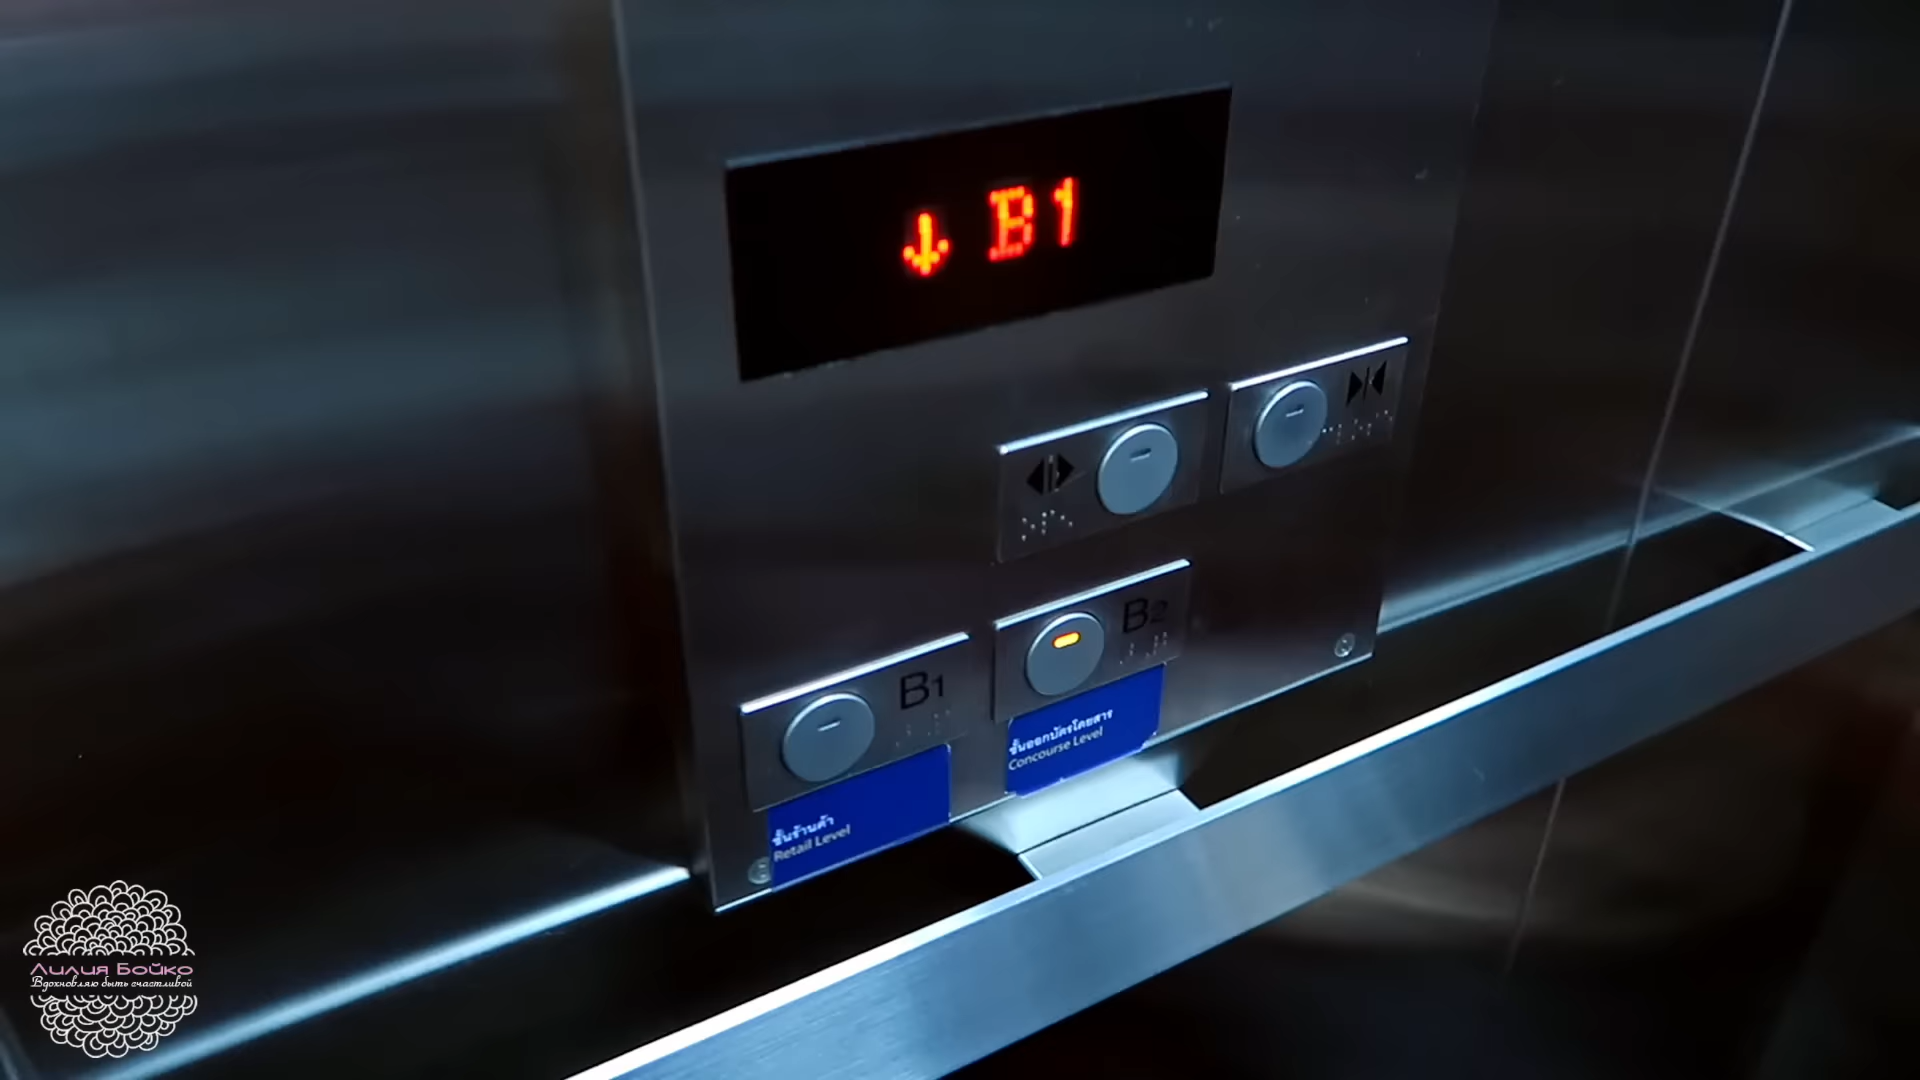 B1
B2
ชั้นออกบัตรโดยสาร
Concourse Level
B1
ชั้นร้านค้า
Retail Level
Лилия Бойко
Вдохновляю быть счастливой